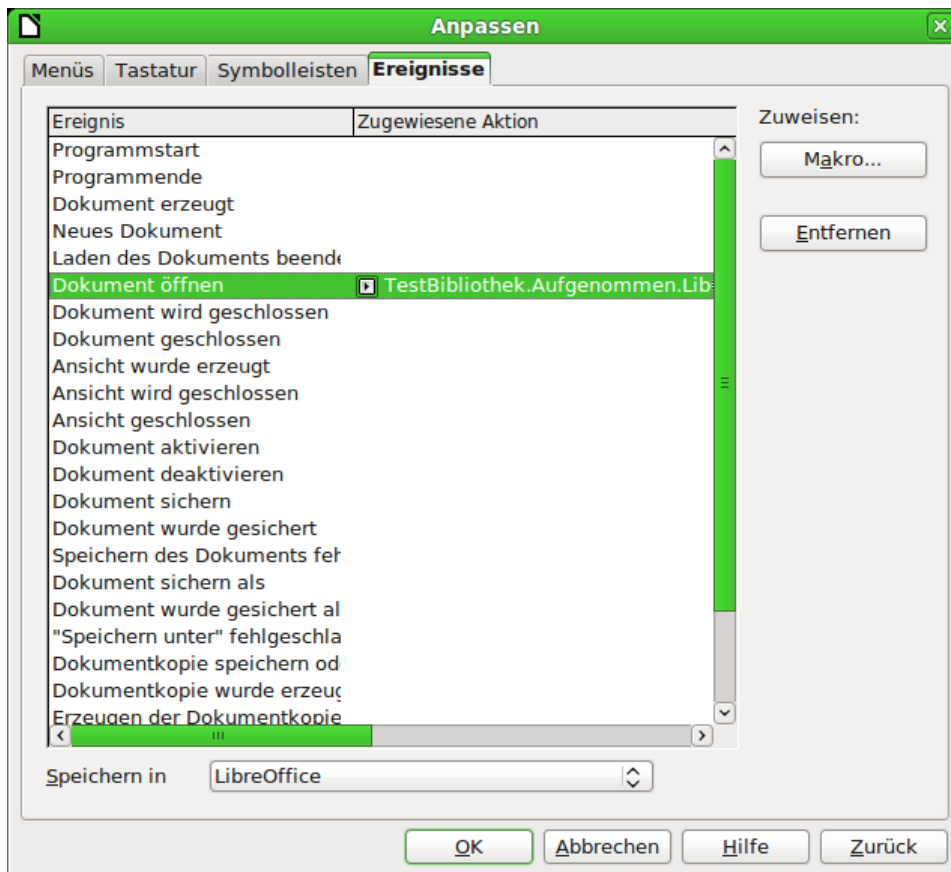 Anpassen
Menüs Tastatur Symbolleisten Ereignisse
Ereignis Zugewiesene Aktion
Zuweisen:
Programmstart
Makro...
Programmende
Dokument erzeugt
Neues Dokument
Entfernen
Laden des Dokuments beende
Dokument öffnen TestBibliothek.Aufgenommen.Lib
Dokument wird geschlossen
Dokument geschlossen
Ansicht wurde erzeugt
Ansicht wird geschlossen
Ansicht geschlossen
Dokument aktivieren
Dokument deaktivieren
Dokument sichern
Dokument wurde gesichert
Speichern des Dokuments feh
Dokument sichern als
Dokument wurde gesichert al
"Speichern unter" fehlgeschla
Dokumentkopie speichern od
Dokumentkopie wurde erzeug
Erzeugen der Dokumentkopie
Speichern in LibreOffice
OK Abbrechen Hilfe Zurück